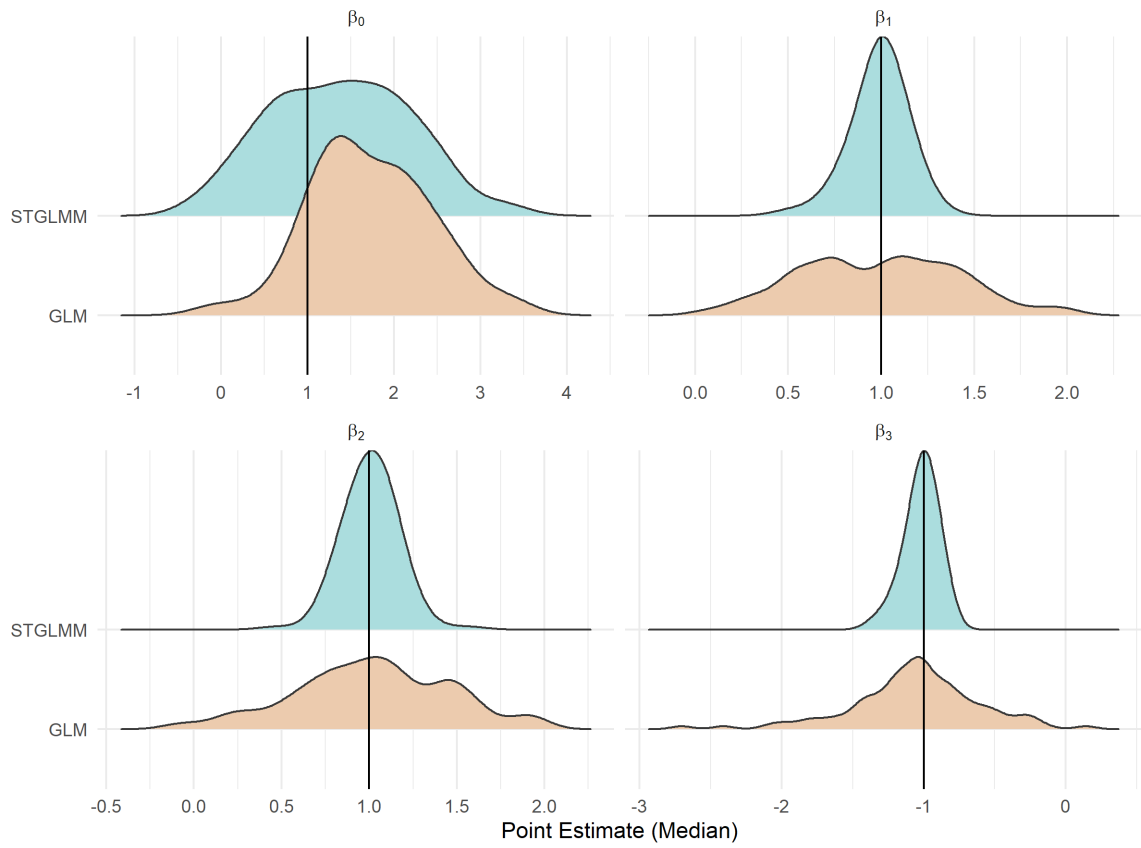 β₀
β₁
STGLMM
GLM
-1 0 1 2 3 4
0.0 0.5 1.0 1.5 2.0
β₂
β₃
STGLMM
GLM
-0.5 0.0 0.5 1.0 1.5 2.0
-3 -2 -1 0
Point Estimate (Median)